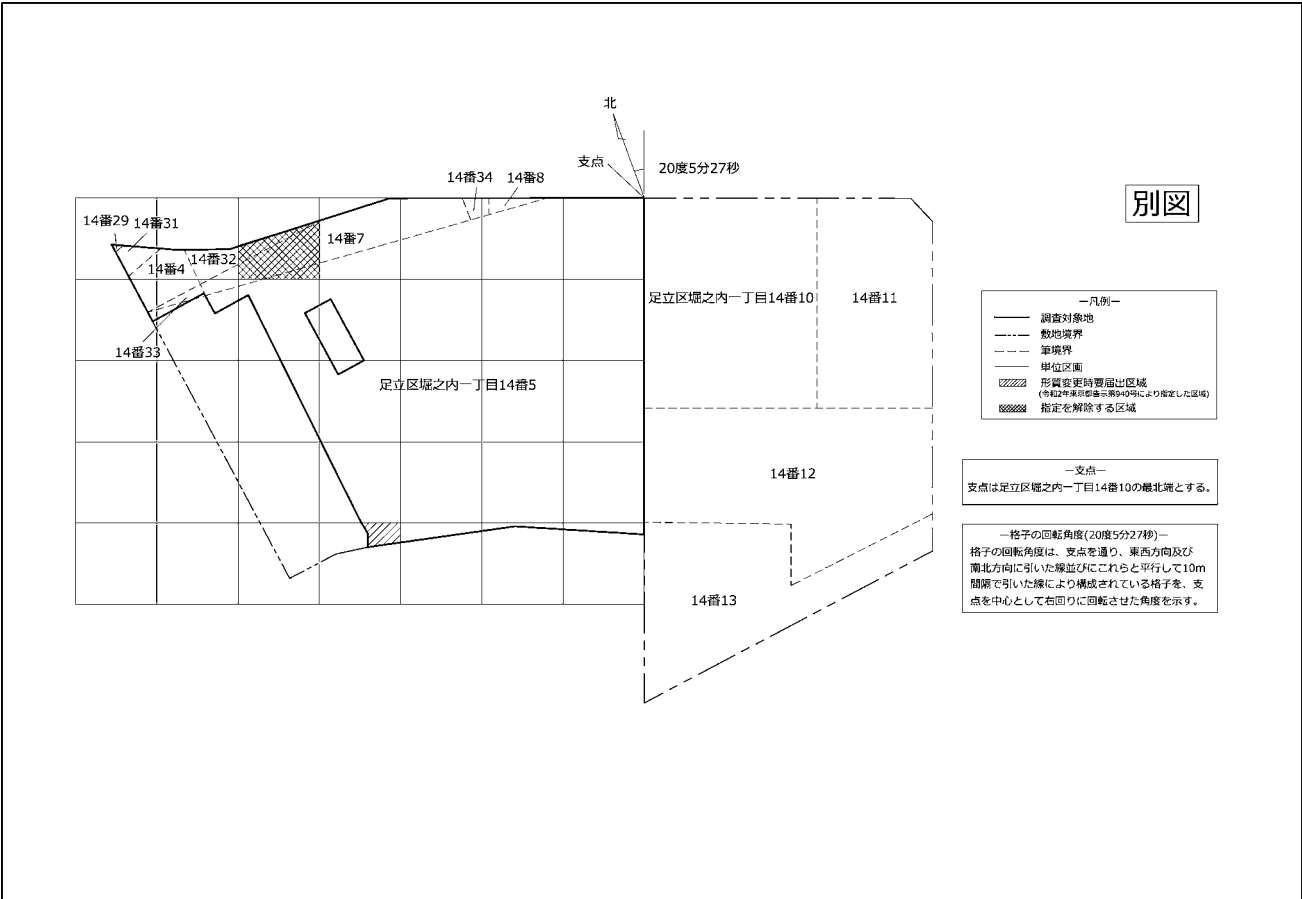 北
支点
20度5分27秒
14番34
14番8
別図
14番29
14番31
14番7
14番32
14番4
14番33
足立区堀之内一丁目14番10
14番11
足立区堀之内一丁目14番5
14番12
14番13
―凡例―
調査対象地
敷地境界
筆境界
単位区画
形質変更時要届出区域
(令和2年東京都告示第940号により指定した区域)
指定を解除する区域
―支点―
支点は足立区堀之内一丁目14番10の最北端とする。
―格子の回転角度(20度5分27秒)―
格子の回転角度は、支点を通り、東西方向及び
南北方向に引いた線並びにこれらと平行して10m
間隔で引いた線により構成されている格子を、支
点を中心として右回りに回転させた角度を示す。